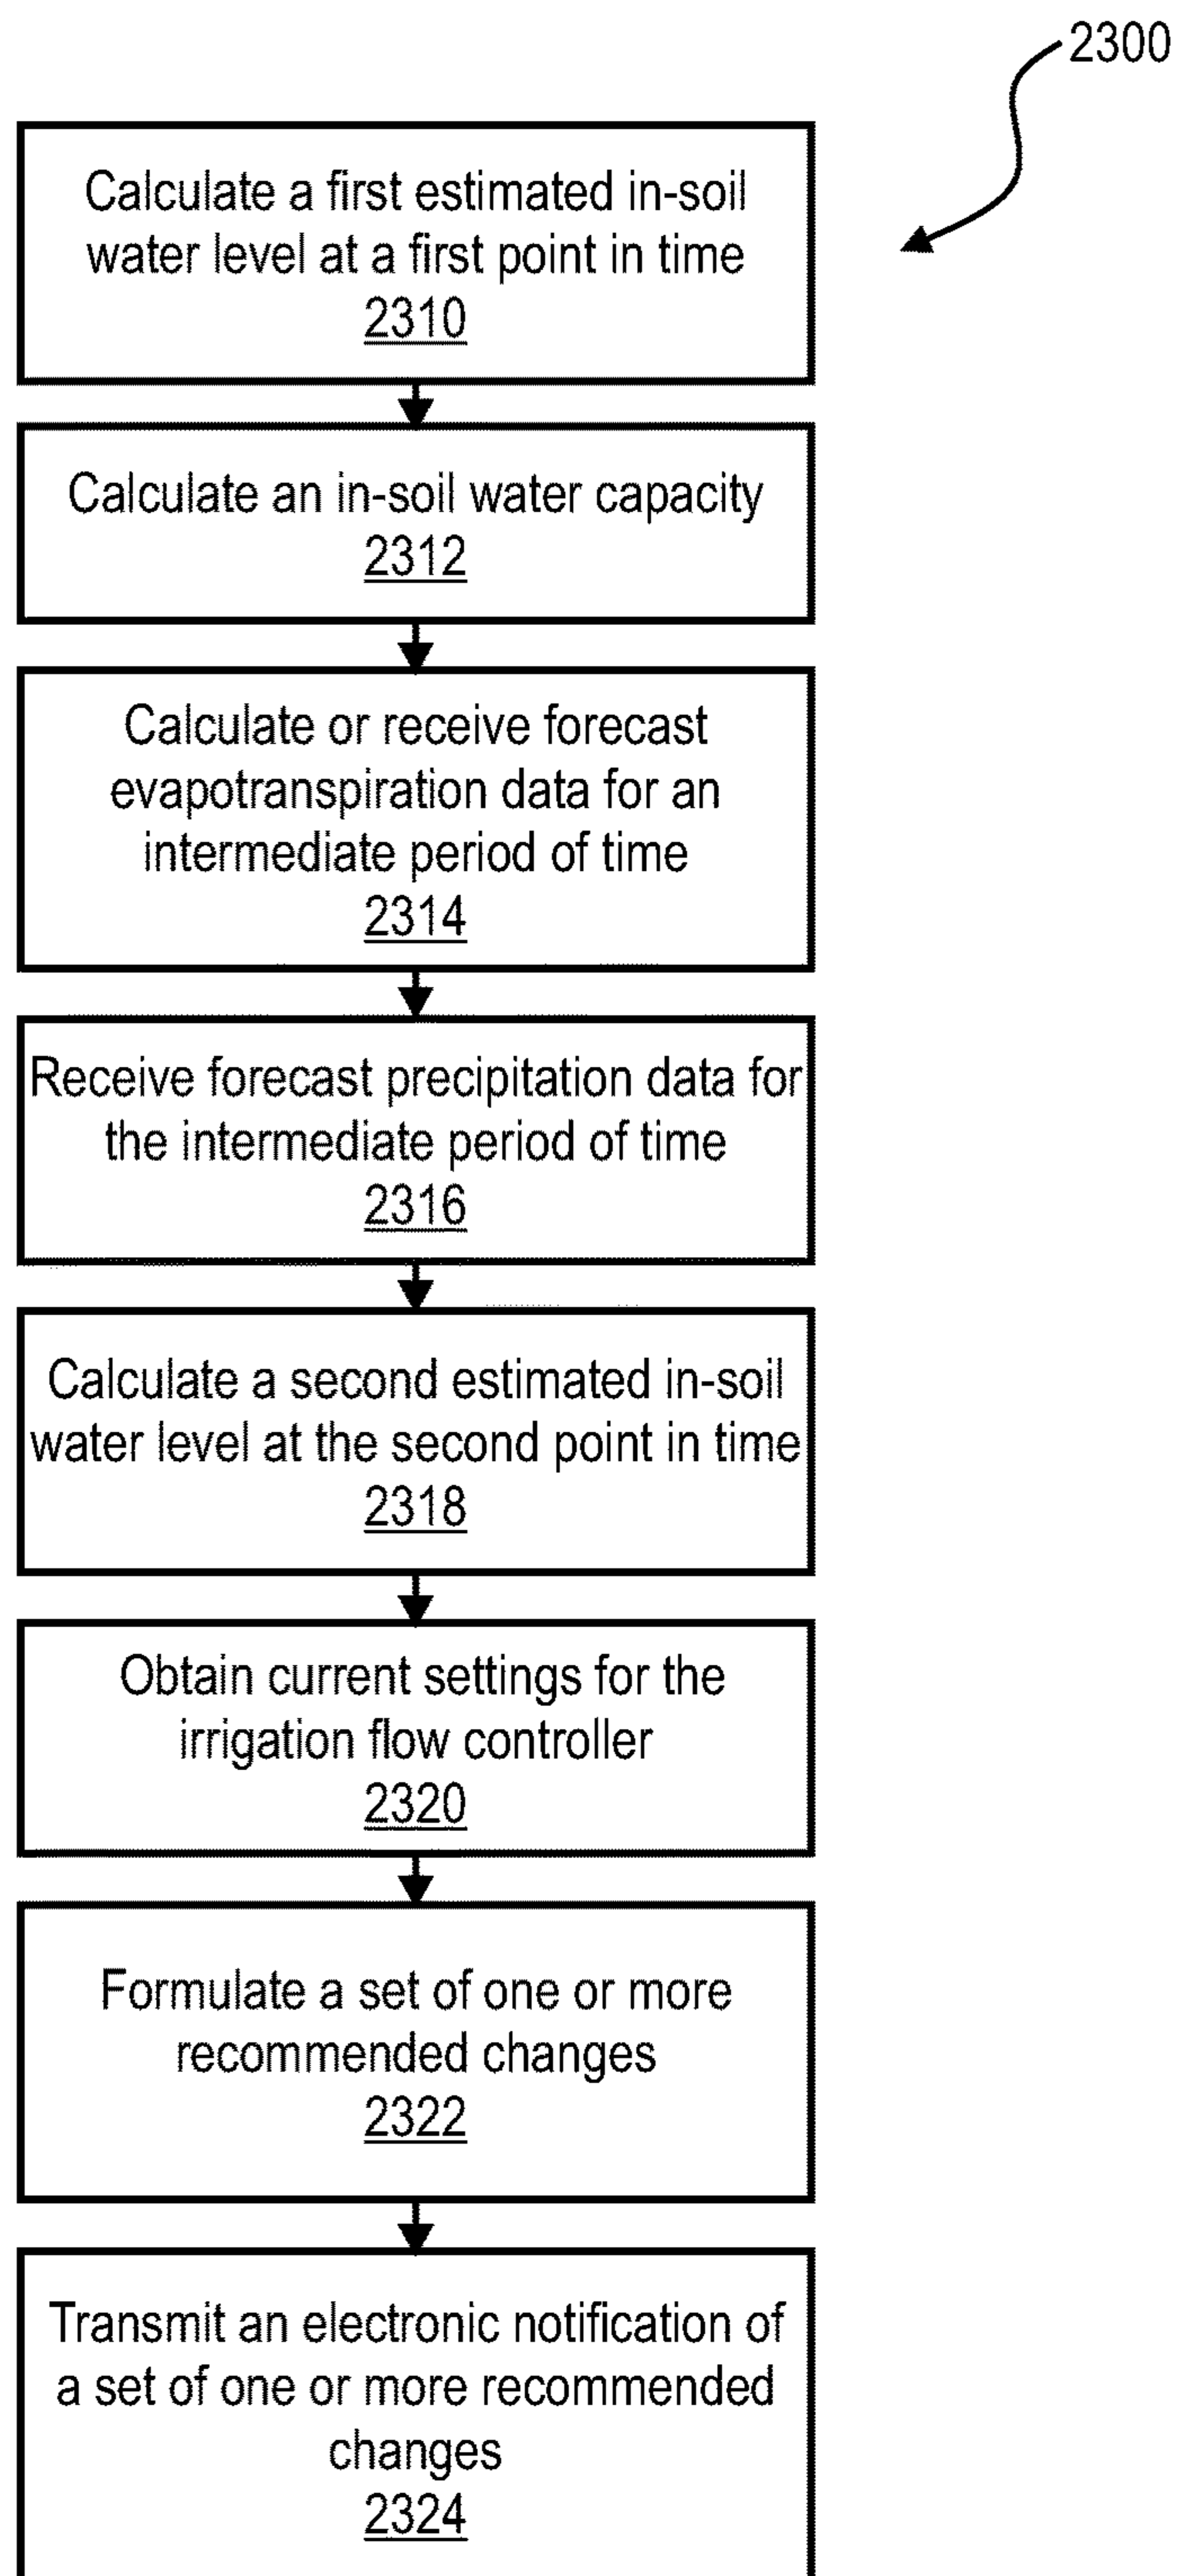 2300
Calculate a first estimated in-soil
water level at a first point in time
2310
Calculate an in-soil water capacity
2312
Calculate or receive forecast
evapotranspiration data for an
intermediate period of time
2314
Receive forecast precipitation data for
the intermediate period of time
2316
Calculate a second estimated in-soil
water level at the second point in time
2318
Obtain current settings for the
irrigation flow controller
2320
Formulate a set of one or more
recommended changes
2322
Transmit an electronic notification of
a set of one or more recommended
changes
2324